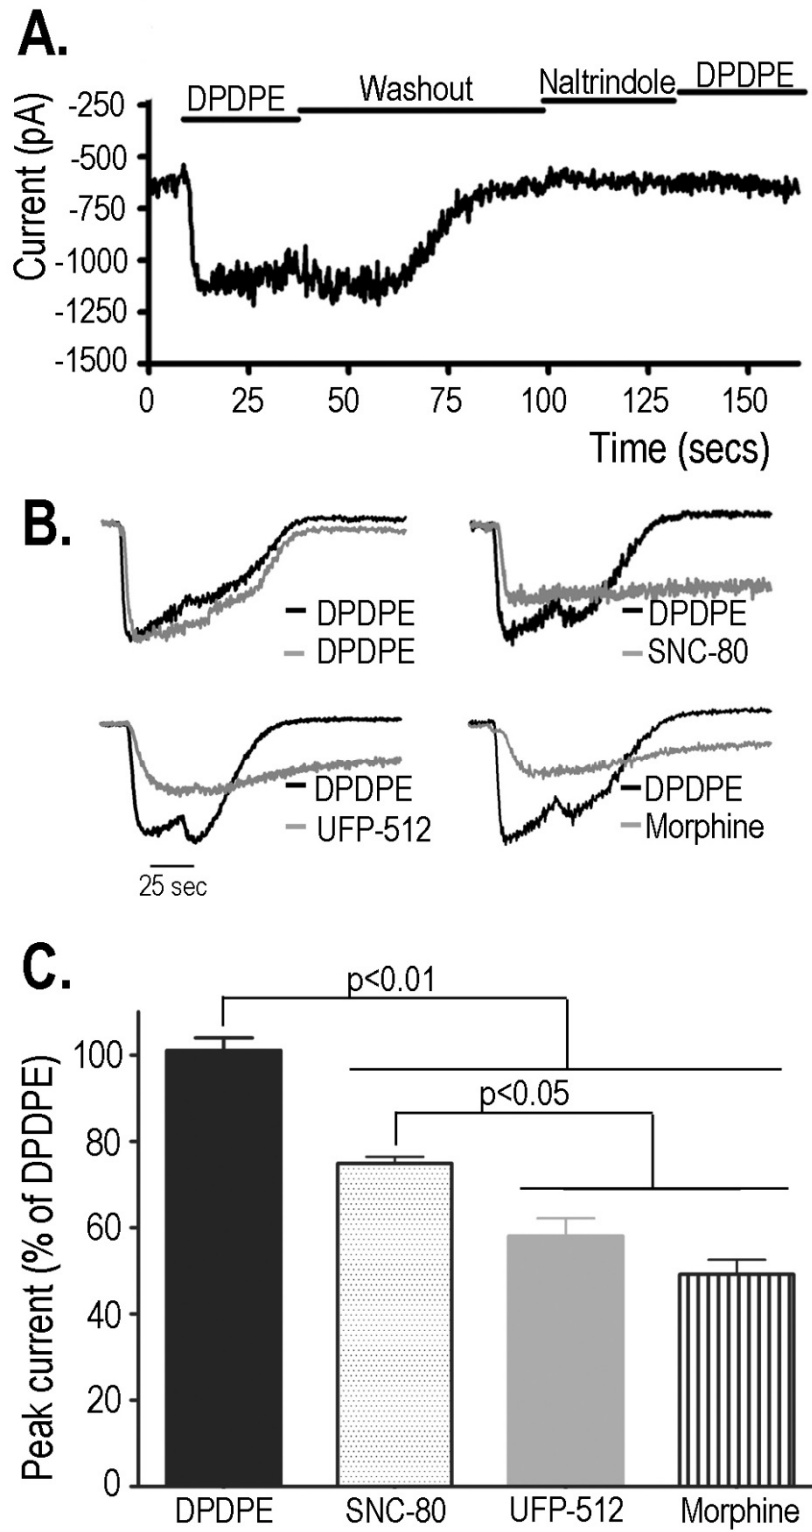 A.
DPDPE
Washout
Naltrindole
DPDPE
Current (pA)
-250
-500
-750
-1000
-1250
-1500
0 25 50 75 100 125 150
Time (secs)
B.
DPDPE
DPDPE
DPDPE
SNC-80
DPDPE
UFP-512
DPDPE
Morphine
25 sec
C.
p<0.01
p<0.05
Peak current (% of DPDPE)
100
80
60
40
20
0
DPDPE SNC-80 UFP-512 Morphine